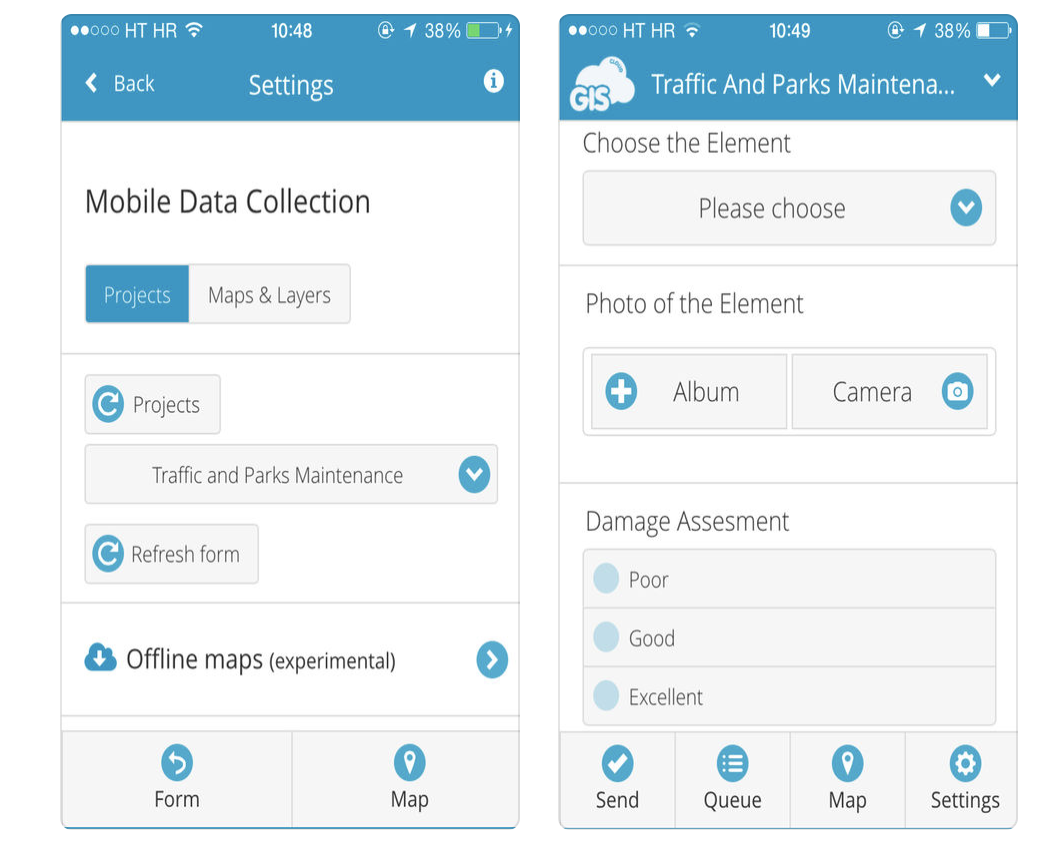 HT HR 10:48 38%
Back Settings i
Mobile Data Collection
Projects Maps & Layers
Projects
Traffic and Parks Maintenance
Refresh form
Offline maps (experimental)
Form Map
HT HR 10:49 38%
CLOUD
GIS Traffic And Parks Maintena...
Choose the Element
Please choose
Photo of the Element
Album Camera
Damage Assesment
Poor
Good
Excellent
Send Queue Map Settings